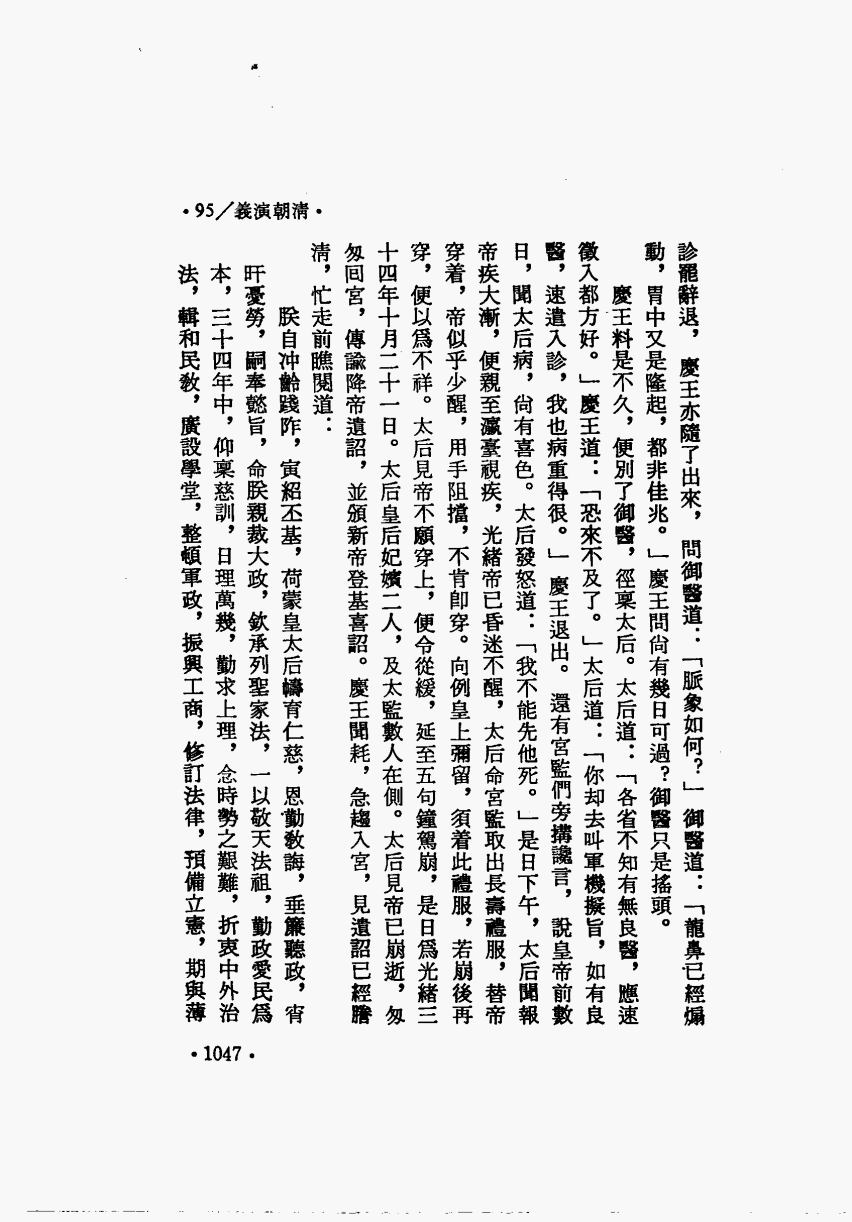 ·95/義演朝淸·
診罷辭退，慶王亦隨了出來，問御醫道：「脈象如何？」御醫道：「龍鼻已經煽
動，胃中又是隆起，都非佳兆。」慶王問尙有幾日可過？御醫只是搖頭。
慶王料是不久，便別了御醫，徑稟太后。太后道：「各省不知有無良醫，應速
徵入都方好。」慶王道：「恐來不及了。」太后道：「你却去叫軍機擬旨，如有良
醫，速遣入診，我也病重得很。」慶王退出。還有宮監們旁搆讒言，說皇帝前數
日，聞太后病，尙有喜色。太后發怒道：「我不能先他死。」是日下午，太后聞報
帝疾大漸，便親至瀛臺視疾，光緒帝已昏迷不醒，太后命宮監取出長壽禮服，替帝
穿着，帝似乎少醒，用手阻擋，不肯卽穿。向例皇上彌留，須着此禮服，若崩後再
穿，便以爲不祥。太后見帝不願穿上，便令從緩，延至五句鐘駕崩，是日爲光緒三
十四年十月二十一日。太后皇后妃嬪二人，及太監數人在側。太后見帝已崩逝，匆
匆回宮，傳諭降帝遺詔，並頒新帝登基喜詔。慶王聞耗，急趨入宮，見遺詔已經謄
淸，忙走前瞧閱道：
朕自冲齡踐阼，寅紹丕基，荷蒙皇太后幬育仁慈，恩勤敎誨，垂簾聽政，宵
旰憂勞，嗣奉懿旨，命朕親裁大政，欽承列聖家法，一以敬天法祖，勤政愛民爲
本，三十四年中，仰稟慈訓，日理萬幾，勤求上理，念時勢之艱難，折衷中外治
法，輯和民敎，廣設學堂，整頓軍政，振興工商，修訂法律，預備立憲，期與薄
·1047·